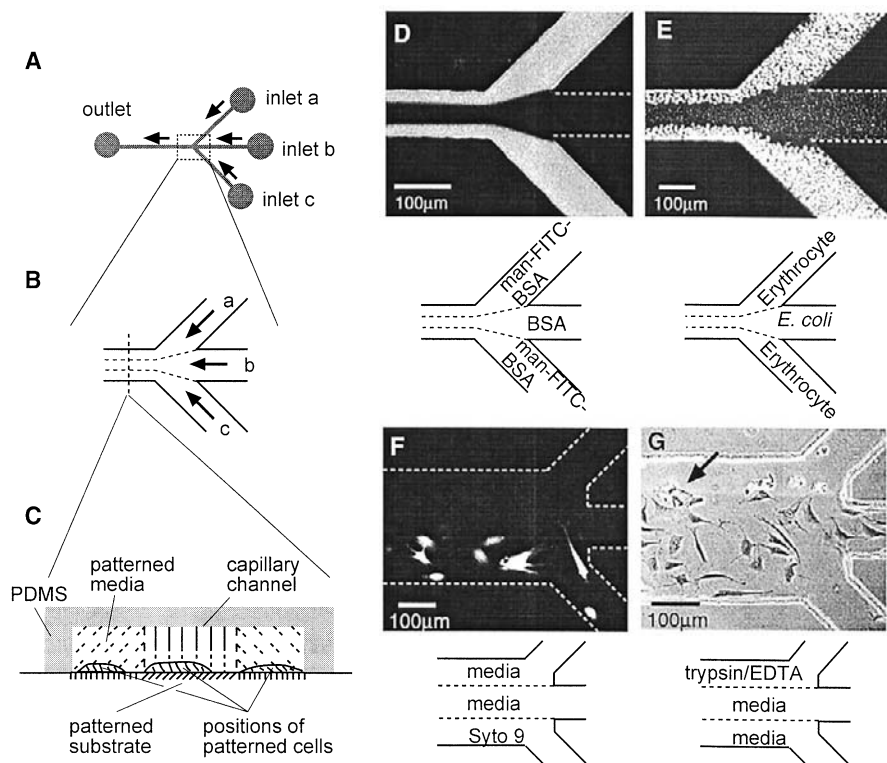 A
outlet
inlet a
inlet b
inlet c
B
a
b
c
C
PDMS
patterned
media
capillary
channel
patterned
substrate
positions of
patterned cells
D
100µm
E
100µm
man-FITC-
BSA
BSA
man-FITC-
BSA
Erythrocyte
E. coli
Erythrocyte
F
100µm
G
100µm
media
media
Syto 9
trypsin/EDTA
media
media